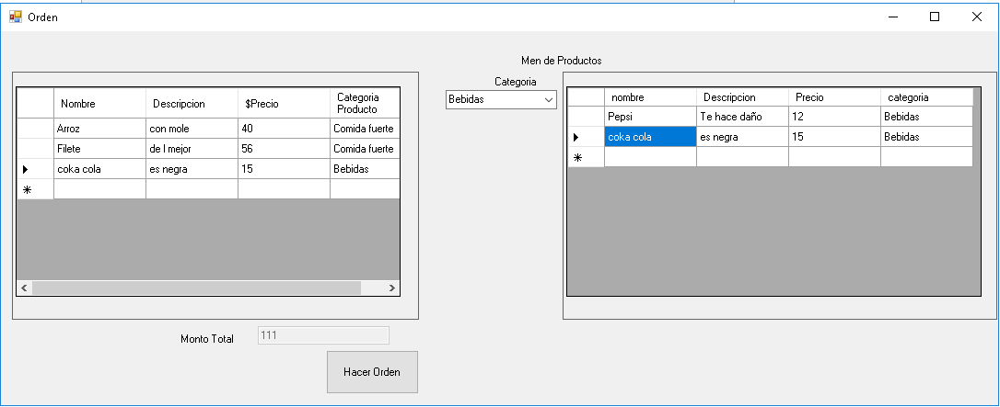 Orden
Men de Productos
Categoria
Bebidas
Nombre Descripcion $Precio Categoria Producto
Arroz con mole 40 Comida fuerte
Filete de l mejor 56 Comida fuerte
coka cola es negra 15 Bebidas
nombre Descripcion Precio categoria
Pepsi Te hace daño 12 Bebidas
coka cola es negra 15 Bebidas
Monto Total 111
Hacer Orden